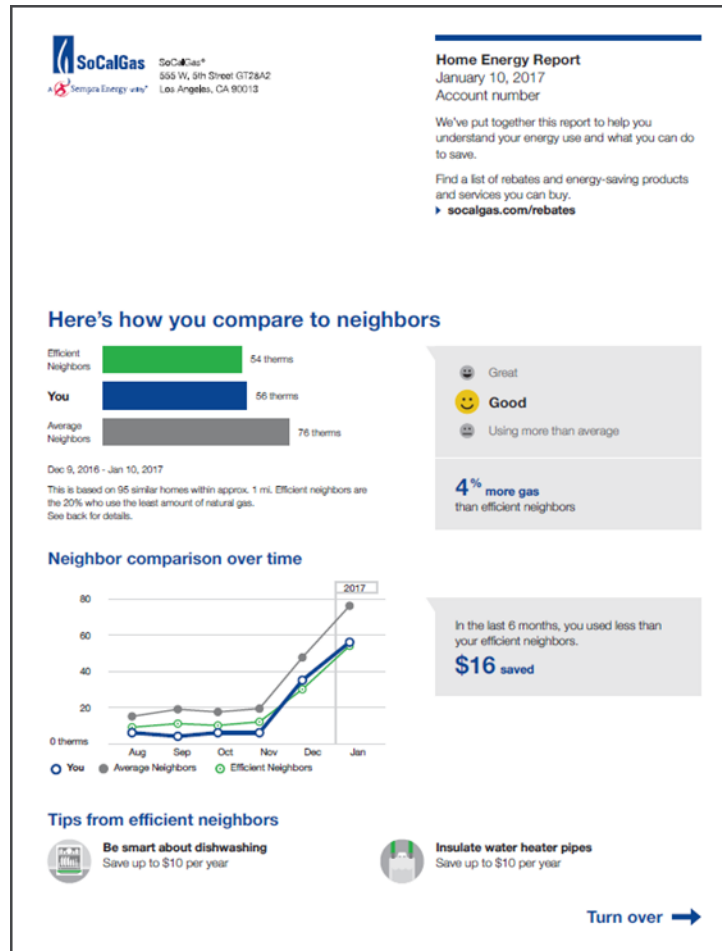 SoCalGas
A Sempra Energy utility®
SoCalGas®
555 W, 5th Street GT28A2
Los Angeles, CA 90013
Home Energy Report
January 10, 2017
Account number
We've put together this report to help you
understand your energy use and what you can do
to save.
Find a list of rebates and energy-saving products
and services you can buy.
socalgas.com/rebates
Here's how you compare to neighbors
Efficient
Neighbors
54 therms
You
56 therms
Average
Neighbors
76 therms
Dec 9, 2016 - Jan 10, 2017
This is based on 95 similar homes within approx. 1 mi. Efficient neighbors are
the 20% who use the least amount of natural gas.
See back for details.
Great
Good
Using more than average
4% more gas
than efficient neighbors
Neighbor comparison over time
2017
80
60
40
20
0 therms
Aug Sep Oct Nov Dec Jan
You Average Neighbors Efficient Neighbors
In the last 6 months, you used less than
your efficient neighbors.
$16 saved
Tips from efficient neighbors
Be smart about dishwashing
Save up to $10 per year
Insulate water heater pipes
Save up to $10 per year
Turn over